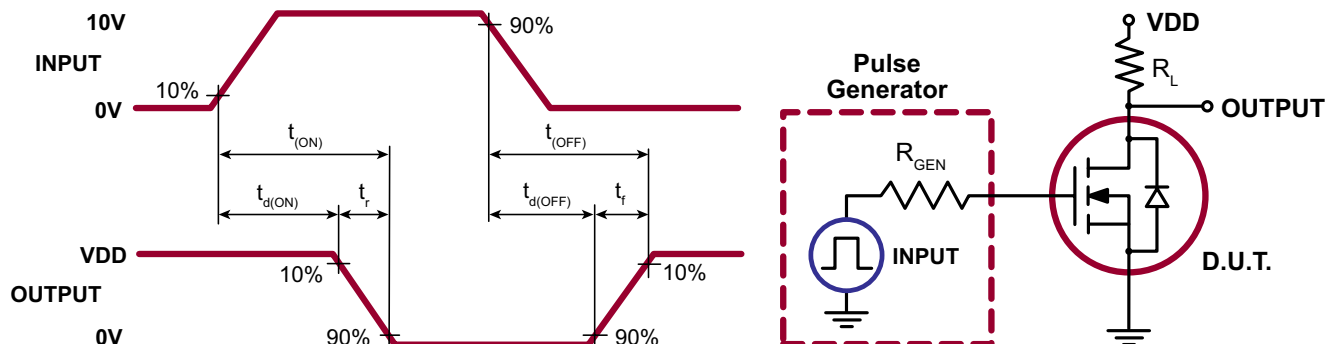 10V
INPUT
0V
10%
90%
t(ON)
t(OFF)
td(ON)
tr
td(OFF)
tf
VDD
OUTPUT
0V
10%
90%
10%
90%
Pulse
Generator
RGEN
INPUT
VDD
RL
OUTPUT
D.U.T.